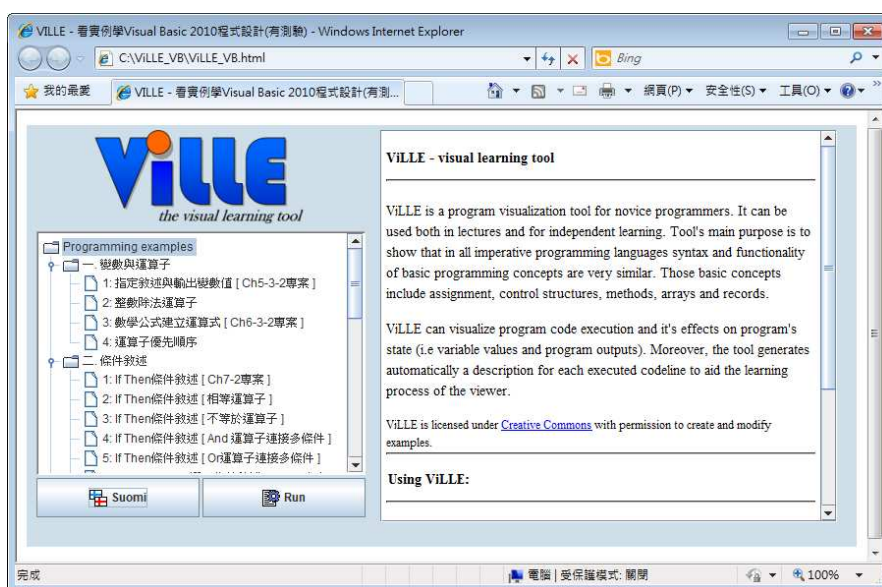 VILLE - 看實例學Visual Basic 2010程式設計(有測驗) - Windows Internet Explorer
C:\ViLLE_VB\ViLLE_VB.html
Bing
我的最愛
VILLE - 看實例學Visual Basic 2010程式設計(有測...
網頁(P)
安全性(S)
工具(O)
ViLLE
the visual learning tool
Programming examples
一. 變數與運算子
1: 指定敘述與輸出變數值 [ Ch5-3-2專案 ]
2: 整數除法運算子
3: 數學公式建立運算式 [ Ch6-3-2專案 ]
4: 運算子優先順序
二. 條件敘述
1: If Then條件敘述 [ Ch7-2專案 ]
2: If Then條件敘述 [ 相等運算子 ]
3: If Then條件敘述 [ 不等於運算子 ]
4: If Then條件敘述 [ And 運算子連接多條件 ]
5: If Then條件敘述 [ Or運算子連接多條件 ]
Suomi
Run
ViLLE - visual learning tool
ViLLE is a program visualization tool for novice programmers. It can be
used both in lectures and for independent learning. Tool's main purpose is to
show that in all imperative programming languages syntax and functionality
of basic programming concepts are very similar. Those basic concepts
include assignment, control structures, methods, arrays and records.
ViLLE can visualize program code execution and it's effects on program's
state (i.e variable values and program outputs). Moreover, the tool generates
automatically a description for each executed codeline to aid the learning
process of the viewer.
ViLLE is licensed under Creative Commons with permission to create and modify
examples.
Using ViLLE:
完成
電腦 | 受保護模式: 關閉
100%